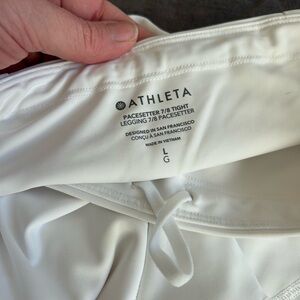 ATHLETA
PACESETTER 7/8 TIGHT
LEGGING 7/8 PACESETTER
DESIGNED IN SAN FRANCISCO
CONÇU À SAN FRANCISCO
MADE IN VIETNAM
L
G